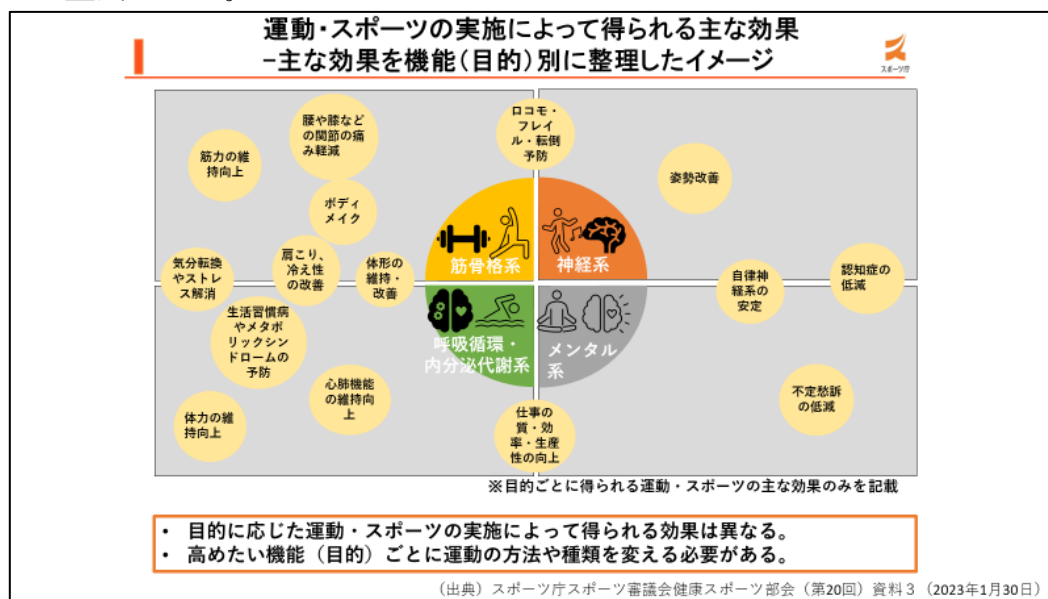 運動・スポーツの実施によって得られる主な効果
-主な効果を機能(目的)別に整理したイメージ
スポーツ庁
腰や膝など
の関節の痛
み軽減
ロコモ・
フレイ
ル・転倒
予防
筋力の維
持向上
姿勢改善
ボディ
メイク
筋骨格系
神経系
気分転換
やストレ
ス解消
肩こり、
冷え性
の改善
体形の
維持・
改善
自律神
経系の
安定
認知症の
低減
生活習慣病
やメタボ
リックシン
ドロームの
予防
呼吸循環・
内分泌代謝系
メンタル
系
心肺機能
の維持向
上
不定愁訴
の低減
体力の維
持向上
仕事の
質・効
率・生産
性の向上
※目的ごとに得られる運動・スポーツの主な効果のみを記載
• 目的に応じた運動・スポーツの実施によって得られる効果は異なる。
• 高めたい機能（目的）ごとに運動の方法や種類を変える必要がある。
（出典）スポーツ庁スポーツ審議会健康スポーツ部会（第20回）資料３（2023年1月30日）